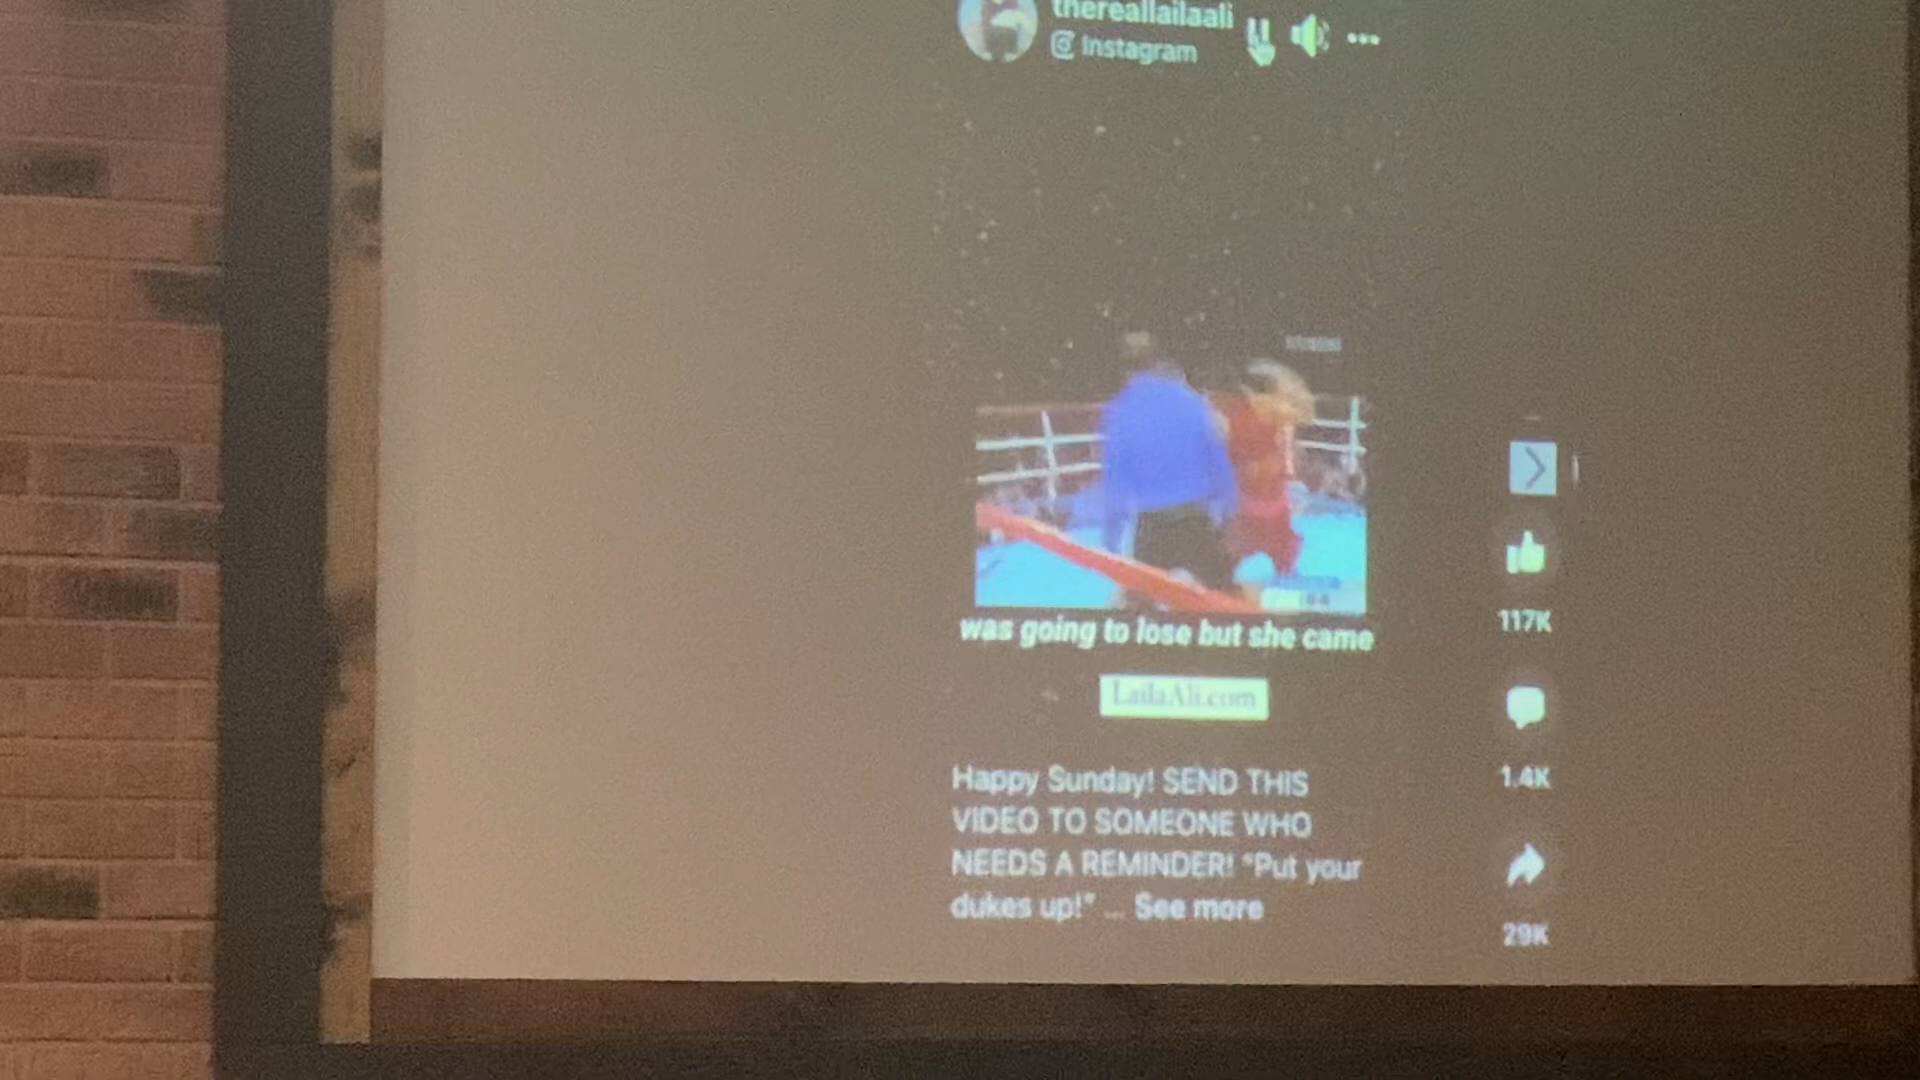 thereallailaali
Instagram
was going to lose but she came
LailaAli.com
Happy Sunday! SEND THIS
VIDEO TO SOMEONE WHO
NEEDS A REMINDER! "Put your
dukes up!" ... See more
117K
1.4K
29K